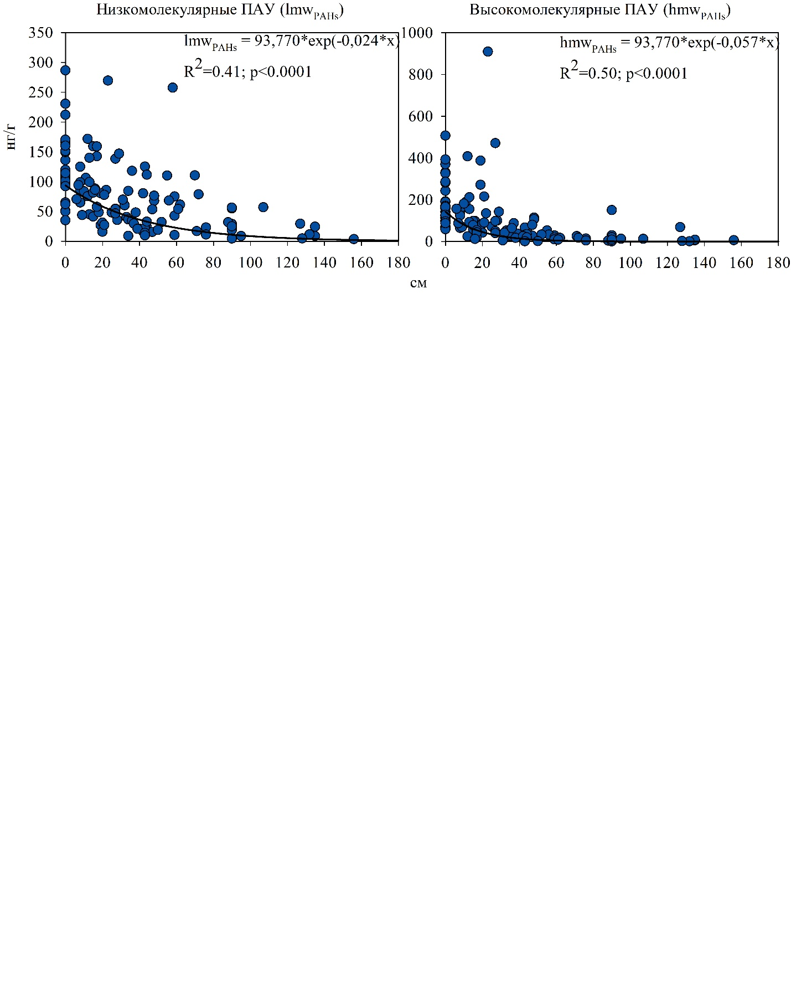 Низкомолекулярные ПАУ (lmwPAHs)
lmwPAHs = 93,770*exp(-0,024*x)
R2=0.41; p<0.0001
350
300
250
200
150
100
50
0
нг/г
0 20 40 60 80 100 120 140 160 180
Высокомолекулярные ПАУ (hmwPAHs)
hmwPAHs = 93,770*exp(-0,057*x)
R2=0.50; p<0.0001
1000
800
600
400
200
0
0 20 40 60 80 100 120 140 160 180
см